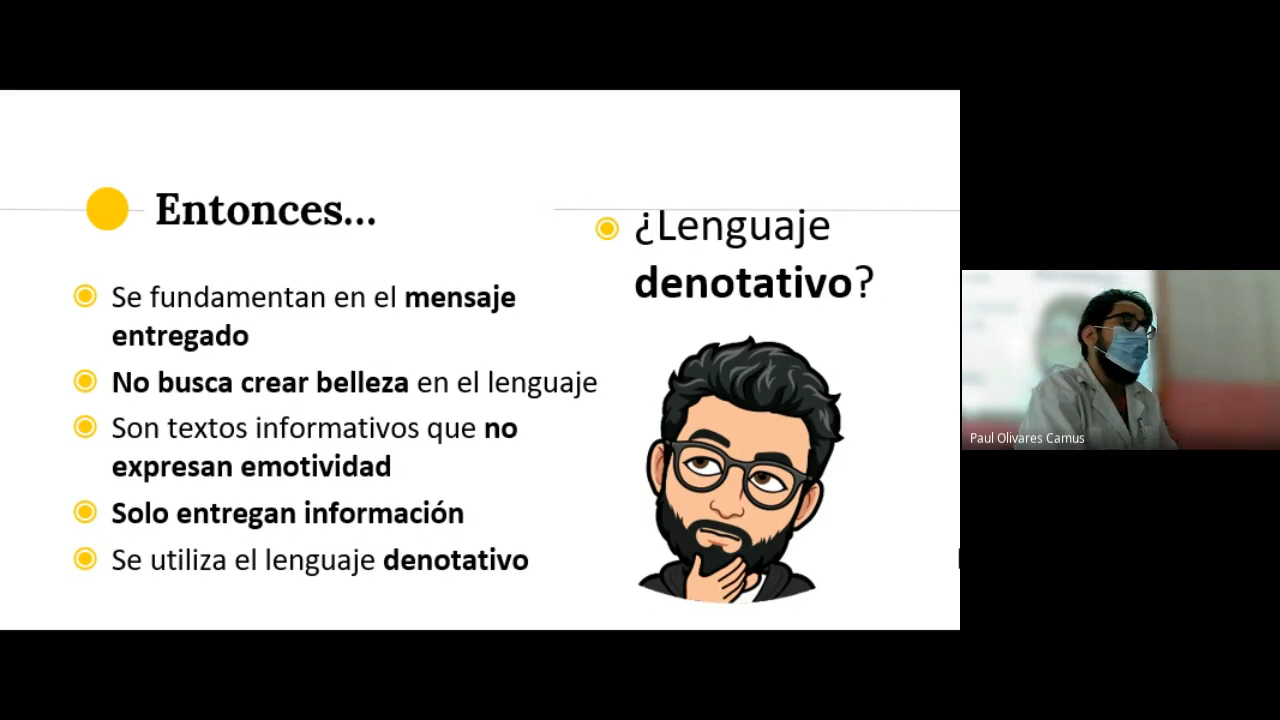 Entonces...
Se fundamentan en el mensaje
entregado
No busca crear belleza en el lenguaje
Son textos informativos que no
expresan emotividad
Solo entregan información
Se utiliza el lenguaje denotativo
¿Lenguaje
denotativo?
Paul Olivares Camus